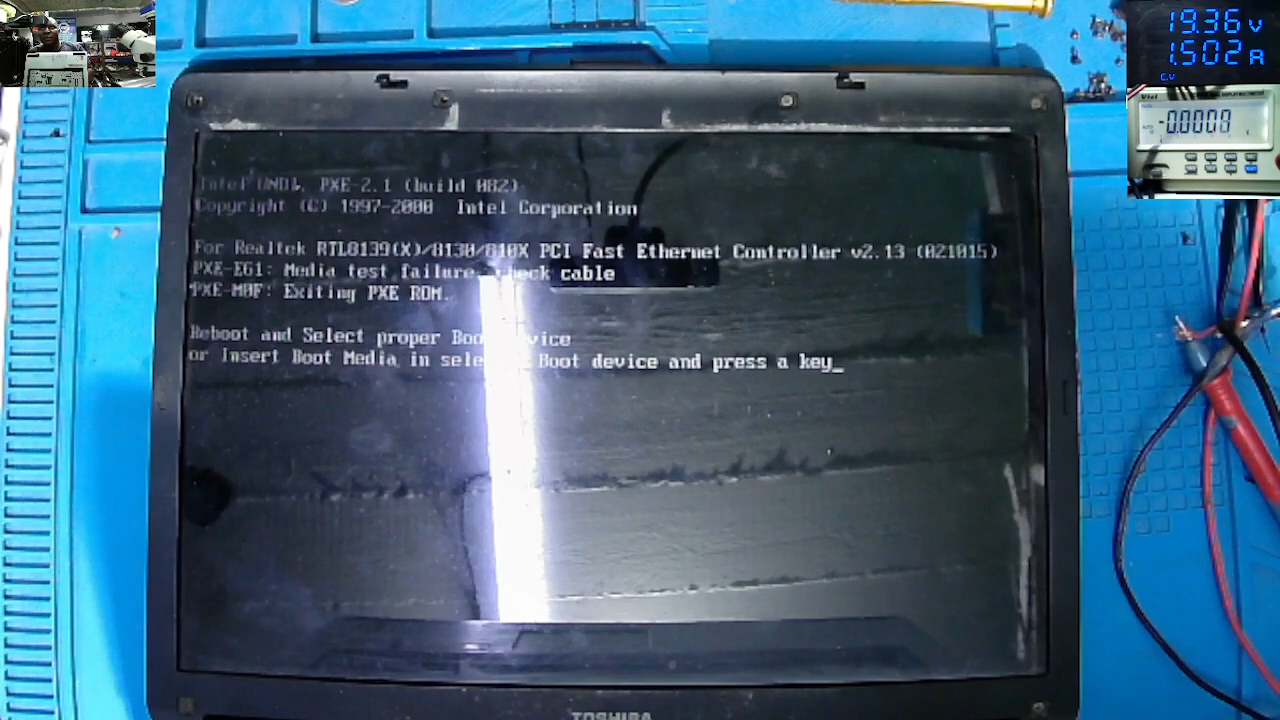 19.36 V
1.502 A
C.V
-0.0008
Intel UNDI, PXE-2.1 (build 082)
Copyright (C) 1997-2000 Intel Corporation
For Realtek RTL8139(X)/8130/810X PCI Fast Ethernet Controller v2.13 (021015)
PXE-E61: Media test failure, check cable
PXE-M0F: Exiting PXE ROM.
Reboot and Select proper Boot device
or Insert Boot Media in selected Boot device and press a key_
TOSHIBA